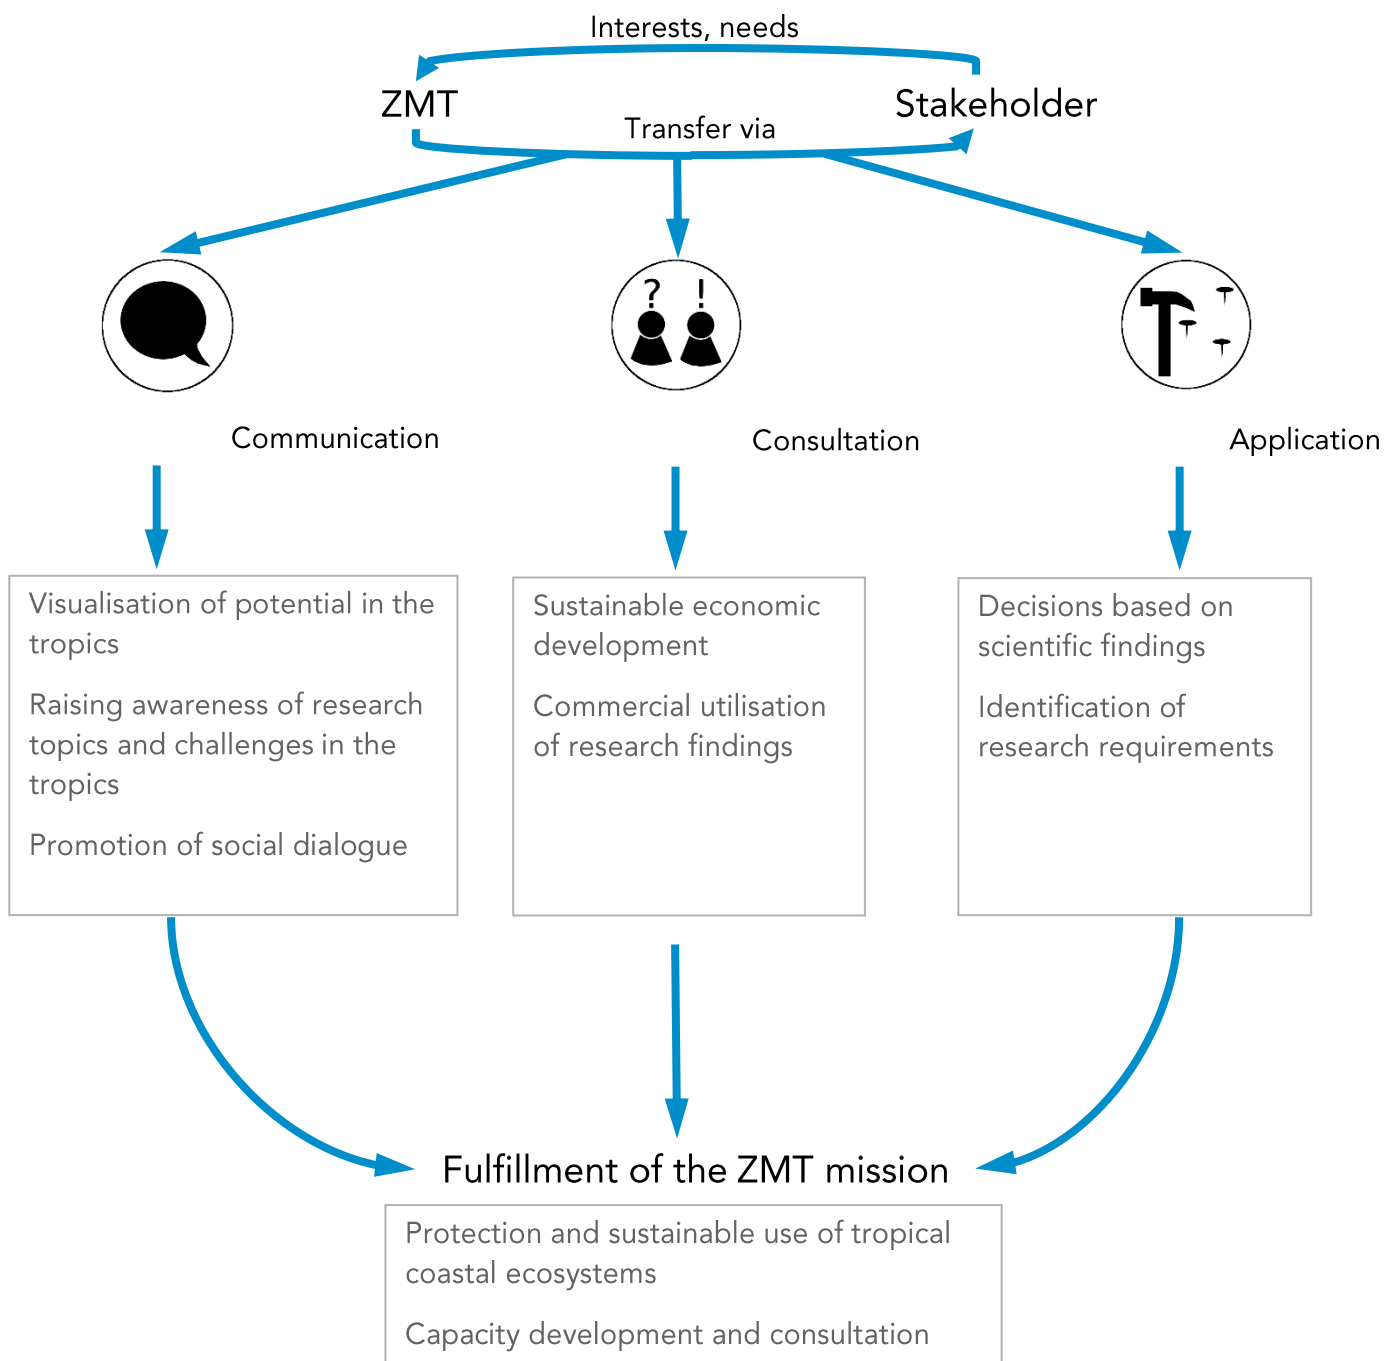 Interests, needs
ZMT
Stakeholder
Transfer via
? !
Communication
Consultation
Application
Visualisation of potential in the
tropics
Raising awareness of research
topics and challenges in the
tropics
Promotion of social dialogue
Sustainable economic
development
Commercial utilisation
of research findings
Decisions based on
scientific findings
Identification of
research requirements
Fulfillment of the ZMT mission
Protection and sustainable use of tropical
coastal ecosystems
Capacity development and consultation